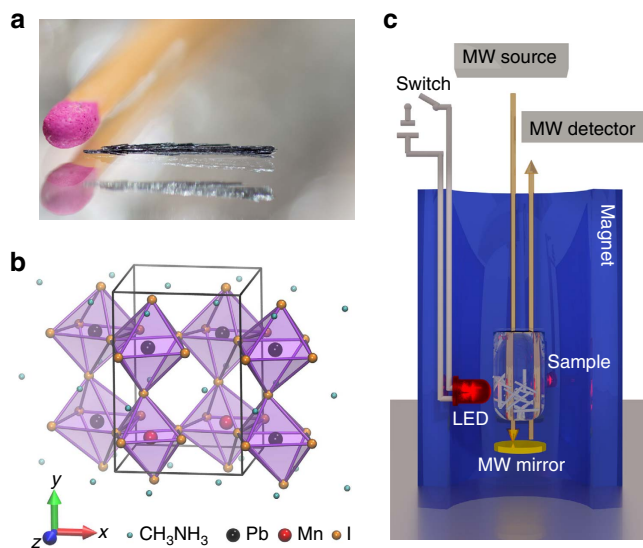 a
b
y
x
z
CH₃NH₃ Pb Mn I
c
MW source
Switch
MW detector
Magnet
Sample
LED
MW mirror